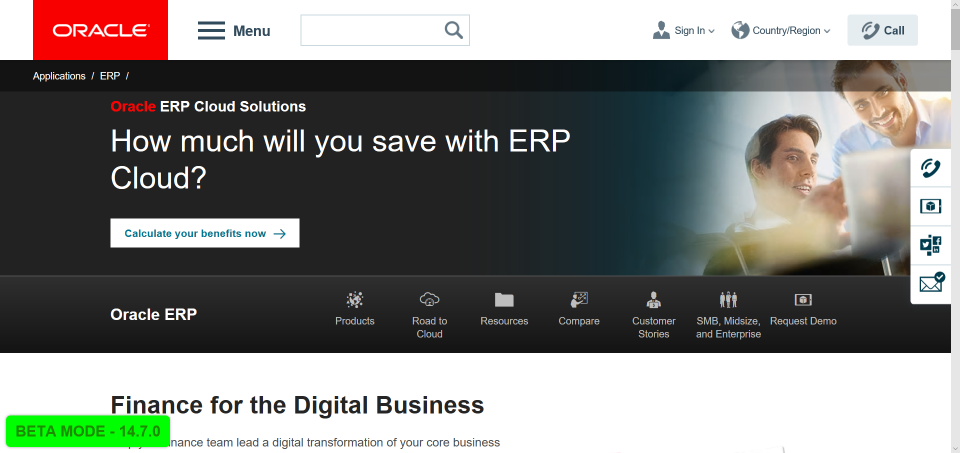 ORACLE
Menu
Sign In
Country/Region
Call
Applications / ERP /
Oracle ERP Cloud Solutions
How much will you save with ERP
Cloud?
Calculate your benefits now
Oracle ERP
Products
Road to
Cloud
Resources
Compare
Customer
Stories
SMB, Midsize,
and Enterprise
Request Demo
Finance for the Digital Business
BETA MODE - 14.7.0
finance team lead a digital transformation of your core business